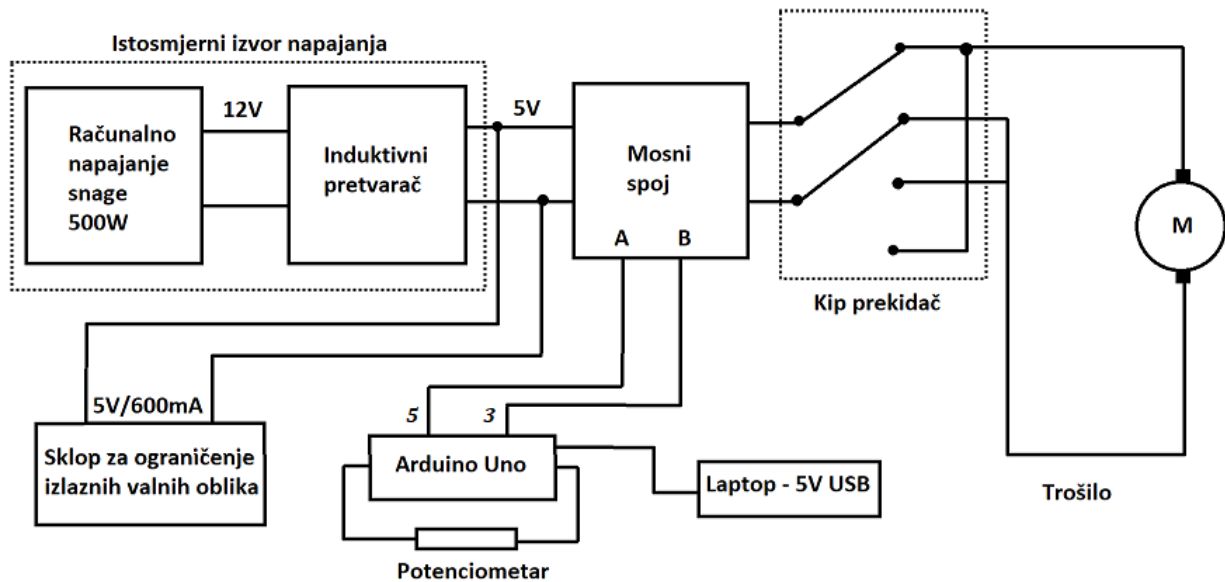 Istosmjerni izvor napajanja
Računalno
napajanje
snage
500W
12V
Induktivni
pretvarač
5V
Mosni
spoj
A B
Kip prekidač
M
5V/600mA
Sklop za ograničenje
izlaznih valnih oblika
5 3
Arduino Uno
Potenciometar
Laptop - 5V USB
Trošilo